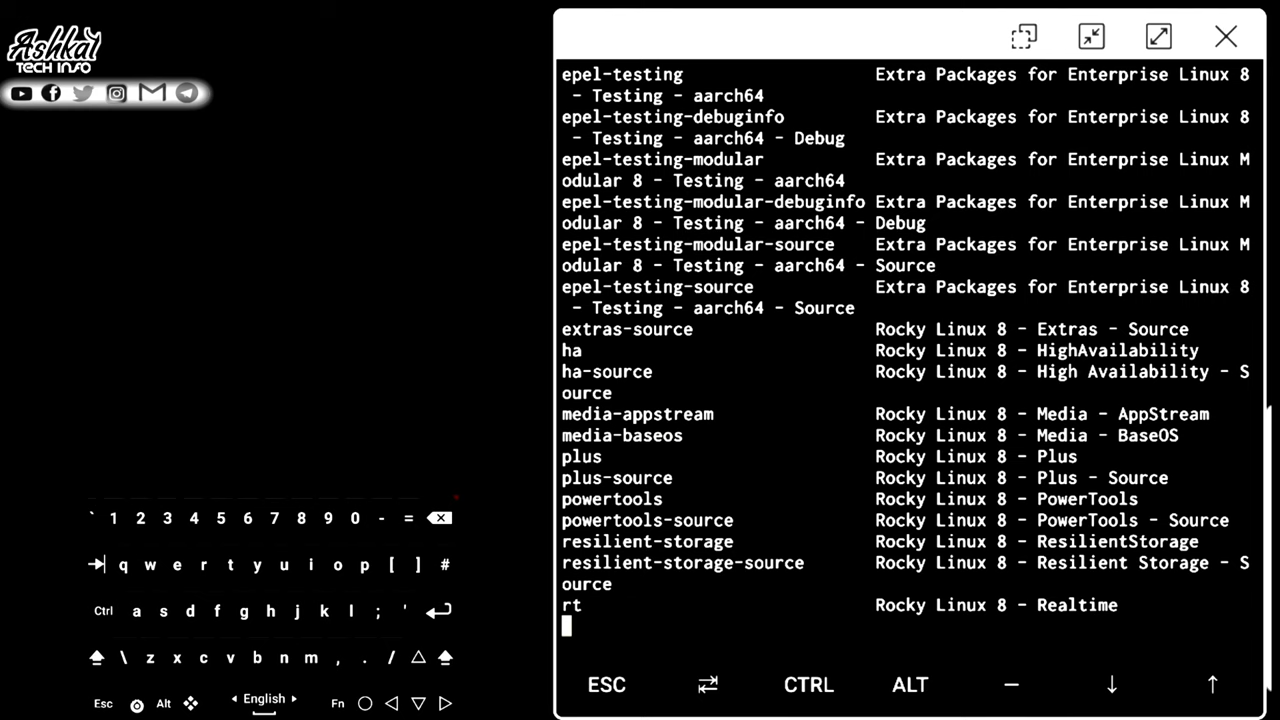 Ashkal
TECH INFO
epel-testing Extra Packages for Enterprise Linux 8
- Testing - aarch64
epel-testing-debuginfo Extra Packages for Enterprise Linux 8
- Testing - aarch64 - Debug
epel-testing-modular Extra Packages for Enterprise Linux M
odular 8 - Testing - aarch64
epel-testing-modular-debuginfo Extra Packages for Enterprise Linux M
odular 8 - Testing - aarch64 - Debug
epel-testing-modular-source Extra Packages for Enterprise Linux M
odular 8 - Testing - aarch64 - Source
epel-testing-source Extra Packages for Enterprise Linux 8
- Testing - aarch64 - Source
extras-source Rocky Linux 8 - Extras - Source
ha Rocky Linux 8 - HighAvailability
ha-source Rocky Linux 8 - High Availability - S
ource
media-appstream Rocky Linux 8 - Media - AppStream
media-baseos Rocky Linux 8 - Media - BaseOS
plus Rocky Linux 8 - Plus
plus-source Rocky Linux 8 - Plus - Source
powertools Rocky Linux 8 - PowerTools
powertools-source Rocky Linux 8 - PowerTools - Source
resilient-storage Rocky Linux 8 - ResilientStorage
resilient-storage-source Rocky Linux 8 - Resilient Storage - S
ource
rt Rocky Linux 8 - Realtime
ESC ⇄ CTRL ALT — ↓ ↑
` 1 2 3 4 5 6 7 8 9 0 - =
q w e r t y u i o p [ ] #
Ctrl a s d f g h j k l ; '
\ z x c v b n m , . /
Esc Alt English Fn